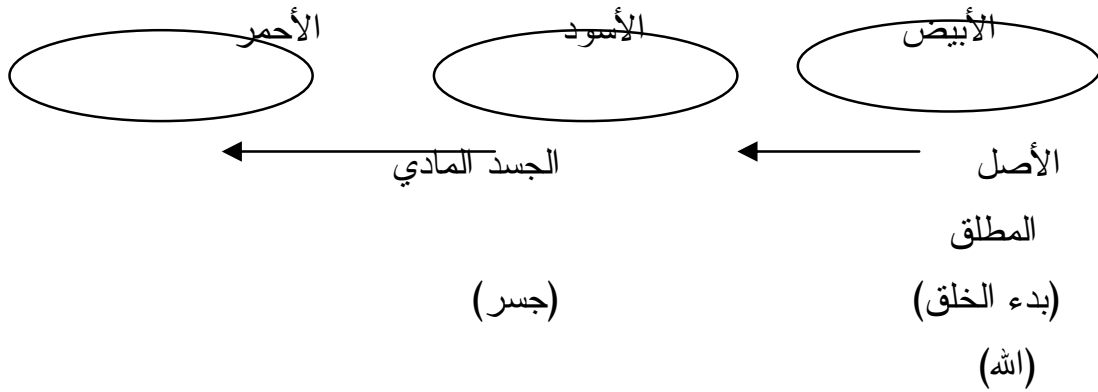 الأبيض الأسود الأحمر
الأصل الجسد المادي
المطلق
(بدء الخلق) (جسر)
(الله)